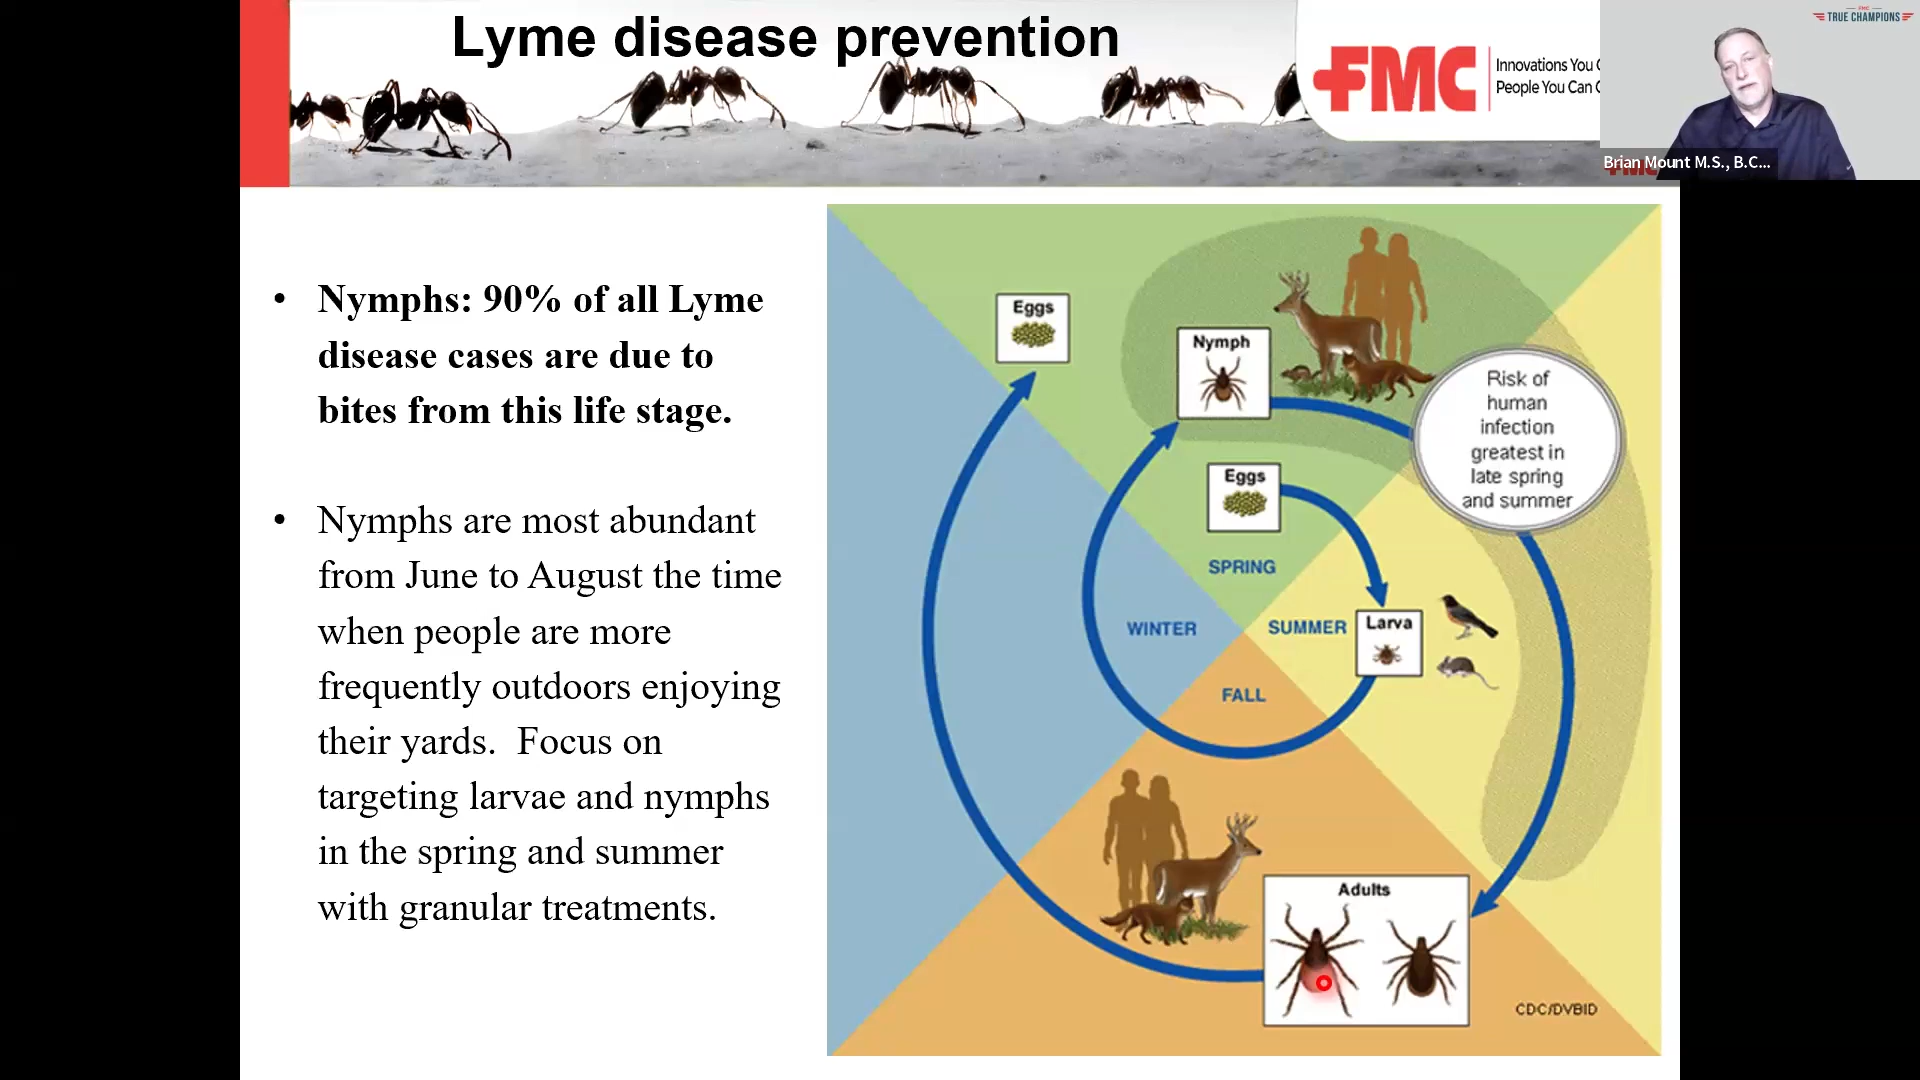 Lyme disease prevention
FMC
Innovations You
People You Can
FMC
TRUE CHAMPIONS
Brian Mount M.S., B.C...
• Nymphs: 90% of all Lyme
disease cases are due to
bites from this life stage.
• Nymphs are most abundant
from June to August the time
when people are more
frequently outdoors enjoying
their yards. Focus on
targeting larvae and nymphs
in the spring and summer
with granular treatments.
Eggs
Nymph
Risk of
human
infection
greatest in
late spring
and summer
Eggs
SPRING
WINTER
SUMMER
Larva
FALL
Adults
CDC/DVBID